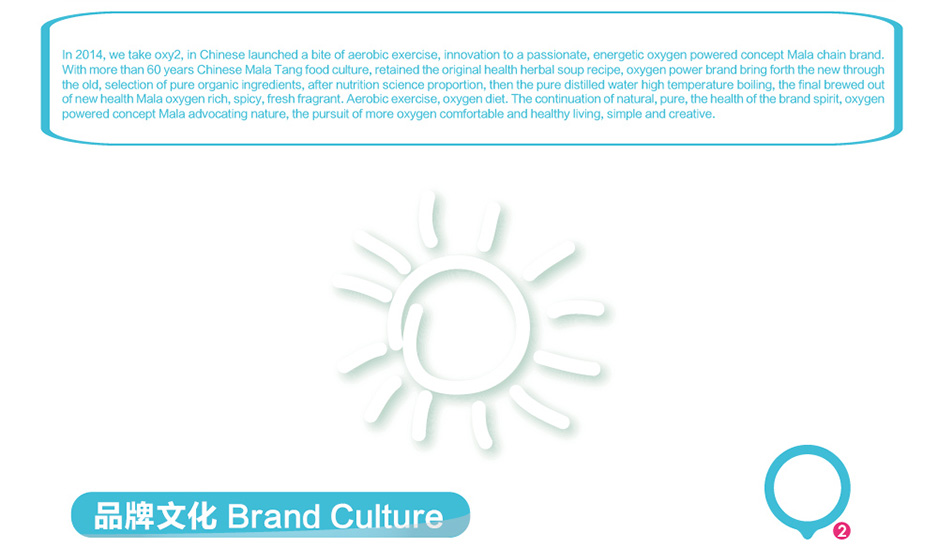 In 2014, we take oxy2, in Chinese launched a bite of aerobic exercise, innovation to a passionate, energetic oxygen powered concept Mala chain brand.
With more than 60 years Chinese Mala Tang food culture, retained the original health herbal soup recipe, oxygen power brand bring forth the new through
the old, selection of pure organic ingredients, after nutrition science proportion, then the pure distilled water high temperature boiling, the final brewed out
of new health Mala oxygen rich, spicy, fresh fragrant. Aerobic exercise, oxygen diet. The continuation of natural, pure, the health of the brand spirit, oxygen
powered concept Mala advocating nature, the pursuit of more oxygen comfortable and healthy living, simple and creative.
品牌文化 Brand Culture
2